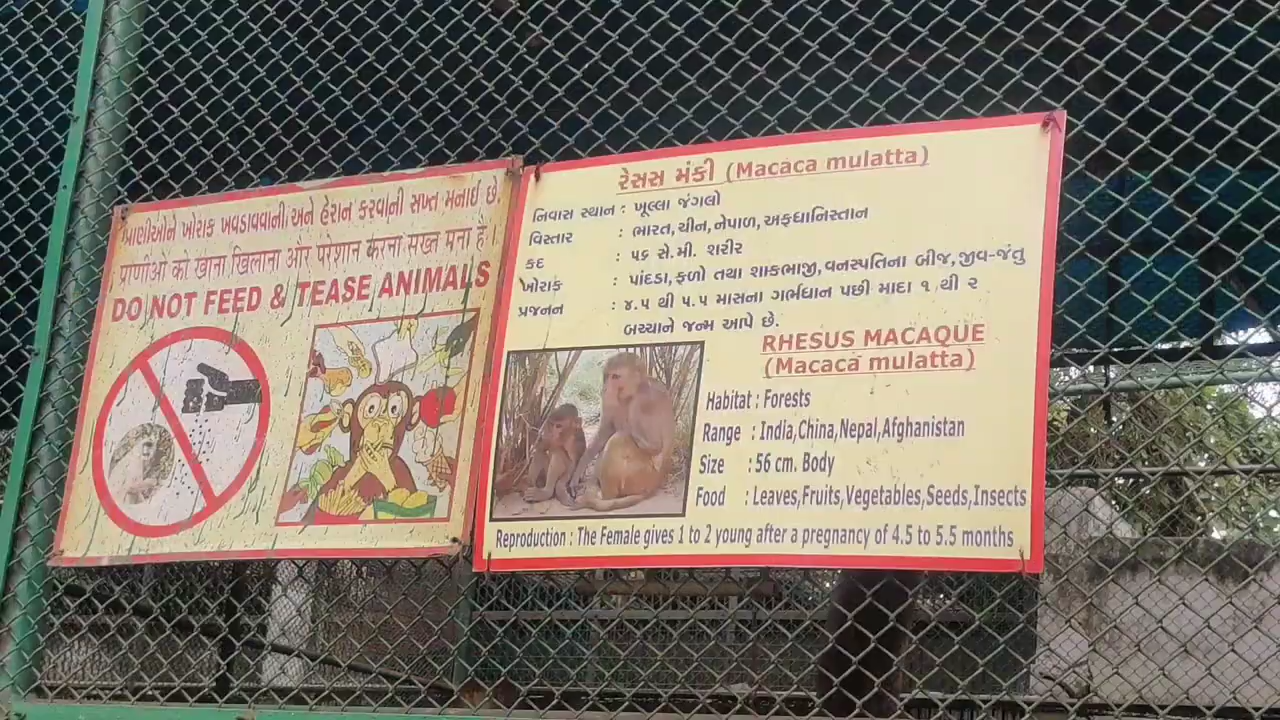 પ્રાણીઓને ખોરાક ખવડાવવાની અને હેરાન કરવાની સખ્ત મનાઇ છે.
प्राणीओं को खाना खिलाना और परेशान करना सख्त मना है।
DO NOT FEED & TEASE ANIMALS
રેસસ મંકી (Macaca mulatta)
નિવાસ સ્થાન : ખૂલ્લા જંગલો
વિસ્તાર : ભારત,ચીન,નેપાળ,અફઘાનિસ્તાન
કદ : ૫૬ સે.મી. શરીર
ખોરાક : પાંદડા,ફળો તથા શાકભાજી,વનસ્પતિના બીજ,જીવ-જંતુ
પ્રજનન : ૪.૫ થી ૫.૫ માસના ગર્ભધાન પછી માદા ૧ થી ૨
બચ્ચાને જન્મ આપે છે.
RHESUS MACAQUE
(Macaca mulatta)
Habitat : Forests
Range : India,China,Nepal,Afghanistan
Size : 56 cm. Body
Food : Leaves,Fruits,Vegetables,Seeds,Insects
Reproduction : The Female gives 1 to 2 young after a pregnancy of 4.5 to 5.5 months